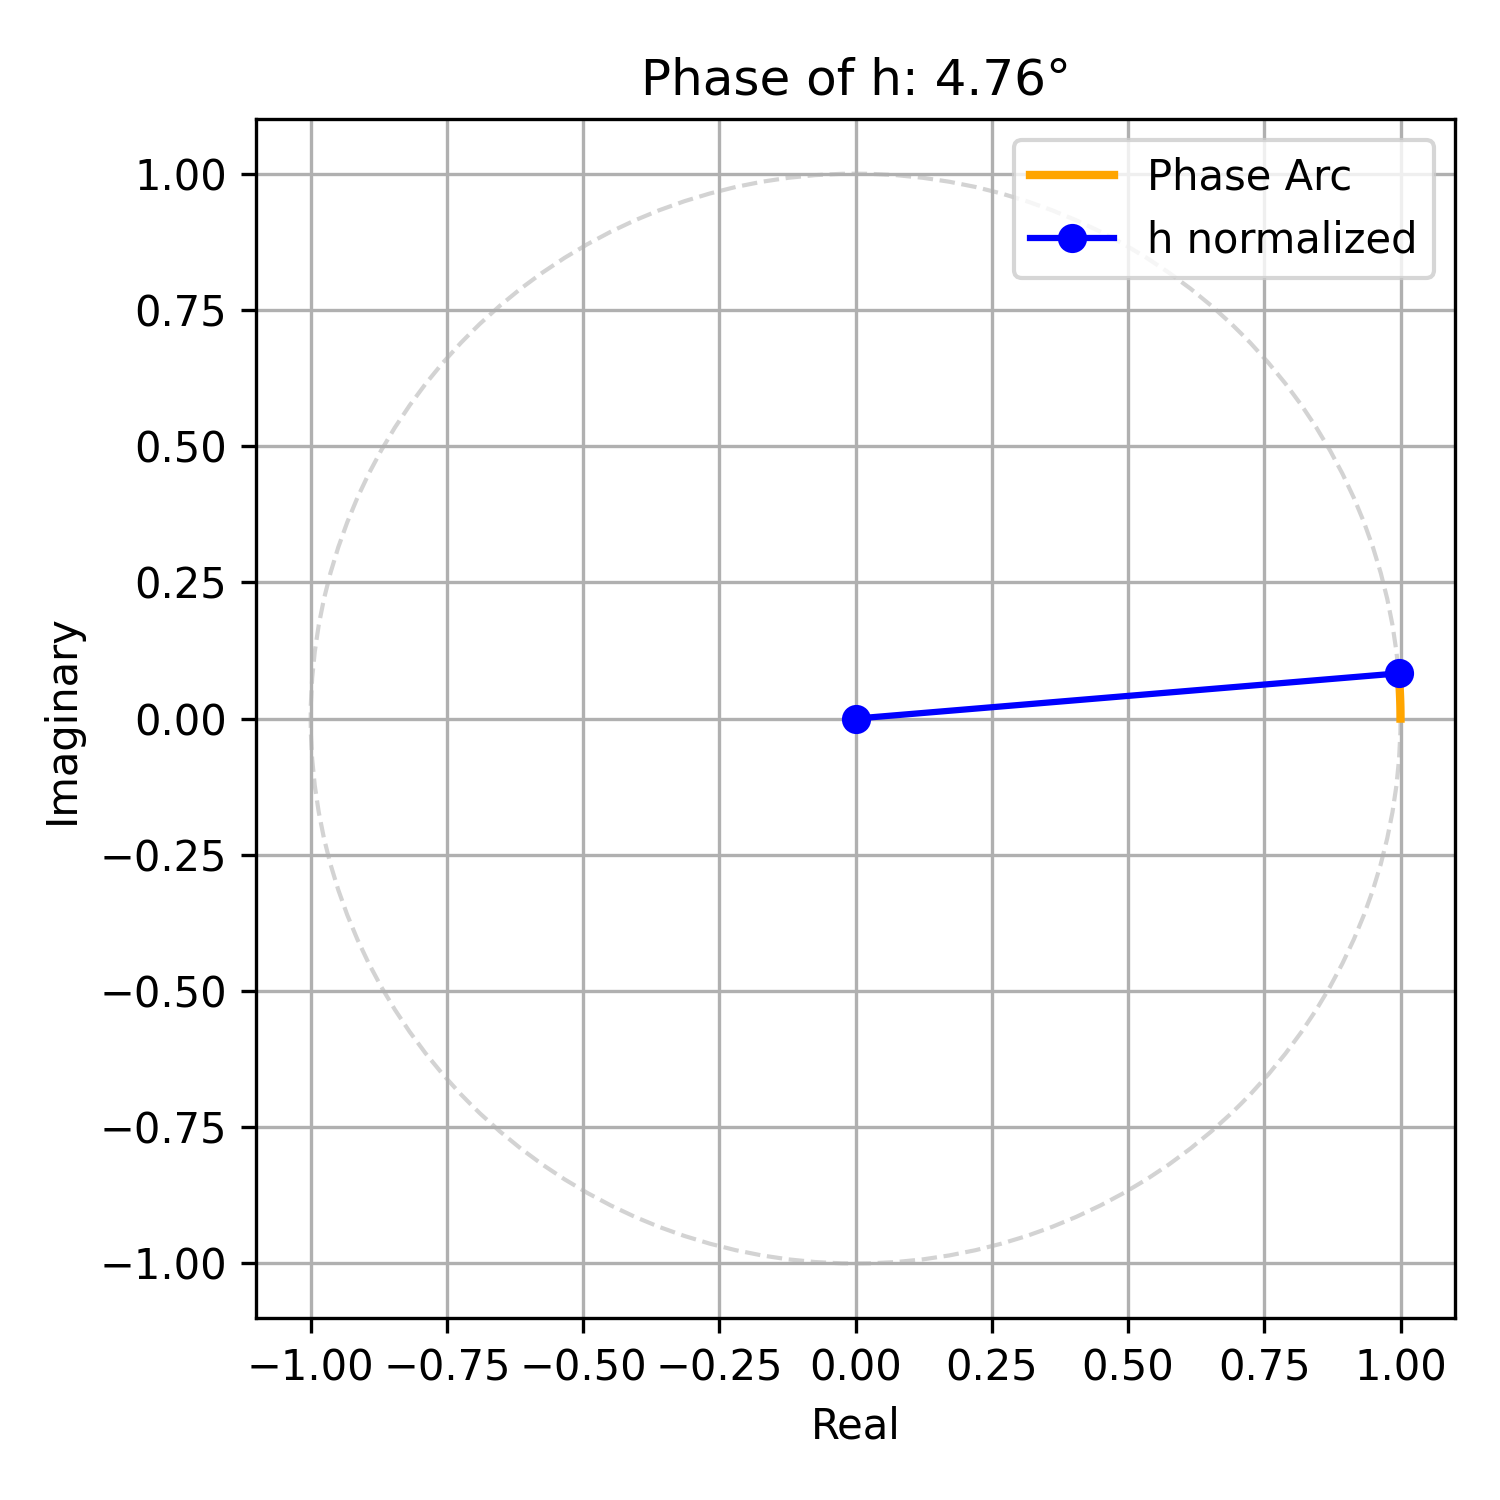 Phase of h: 4.76°
Phase Arc
h normalized
1.00
0.75
0.50
0.25
0.00
−0.25
−0.50
−0.75
−1.00
Imaginary
−1.00 −0.75 −0.50 −0.25 0.00 0.25 0.50 0.75 1.00
Real